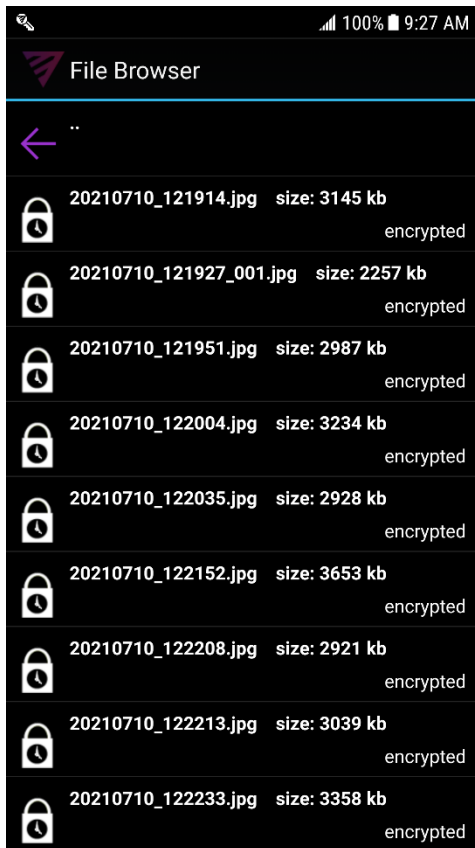 100% 9:27 AM
File Browser
..
20210710_121914.jpg size: 3145 kb
encrypted
20210710_121927_001.jpg size: 2257 kb
encrypted
20210710_121951.jpg size: 2987 kb
encrypted
20210710_122004.jpg size: 3234 kb
encrypted
20210710_122035.jpg size: 2928 kb
encrypted
20210710_122152.jpg size: 3653 kb
encrypted
20210710_122208.jpg size: 2921 kb
encrypted
20210710_122213.jpg size: 3039 kb
encrypted
20210710_122233.jpg size: 3358 kb
encrypted